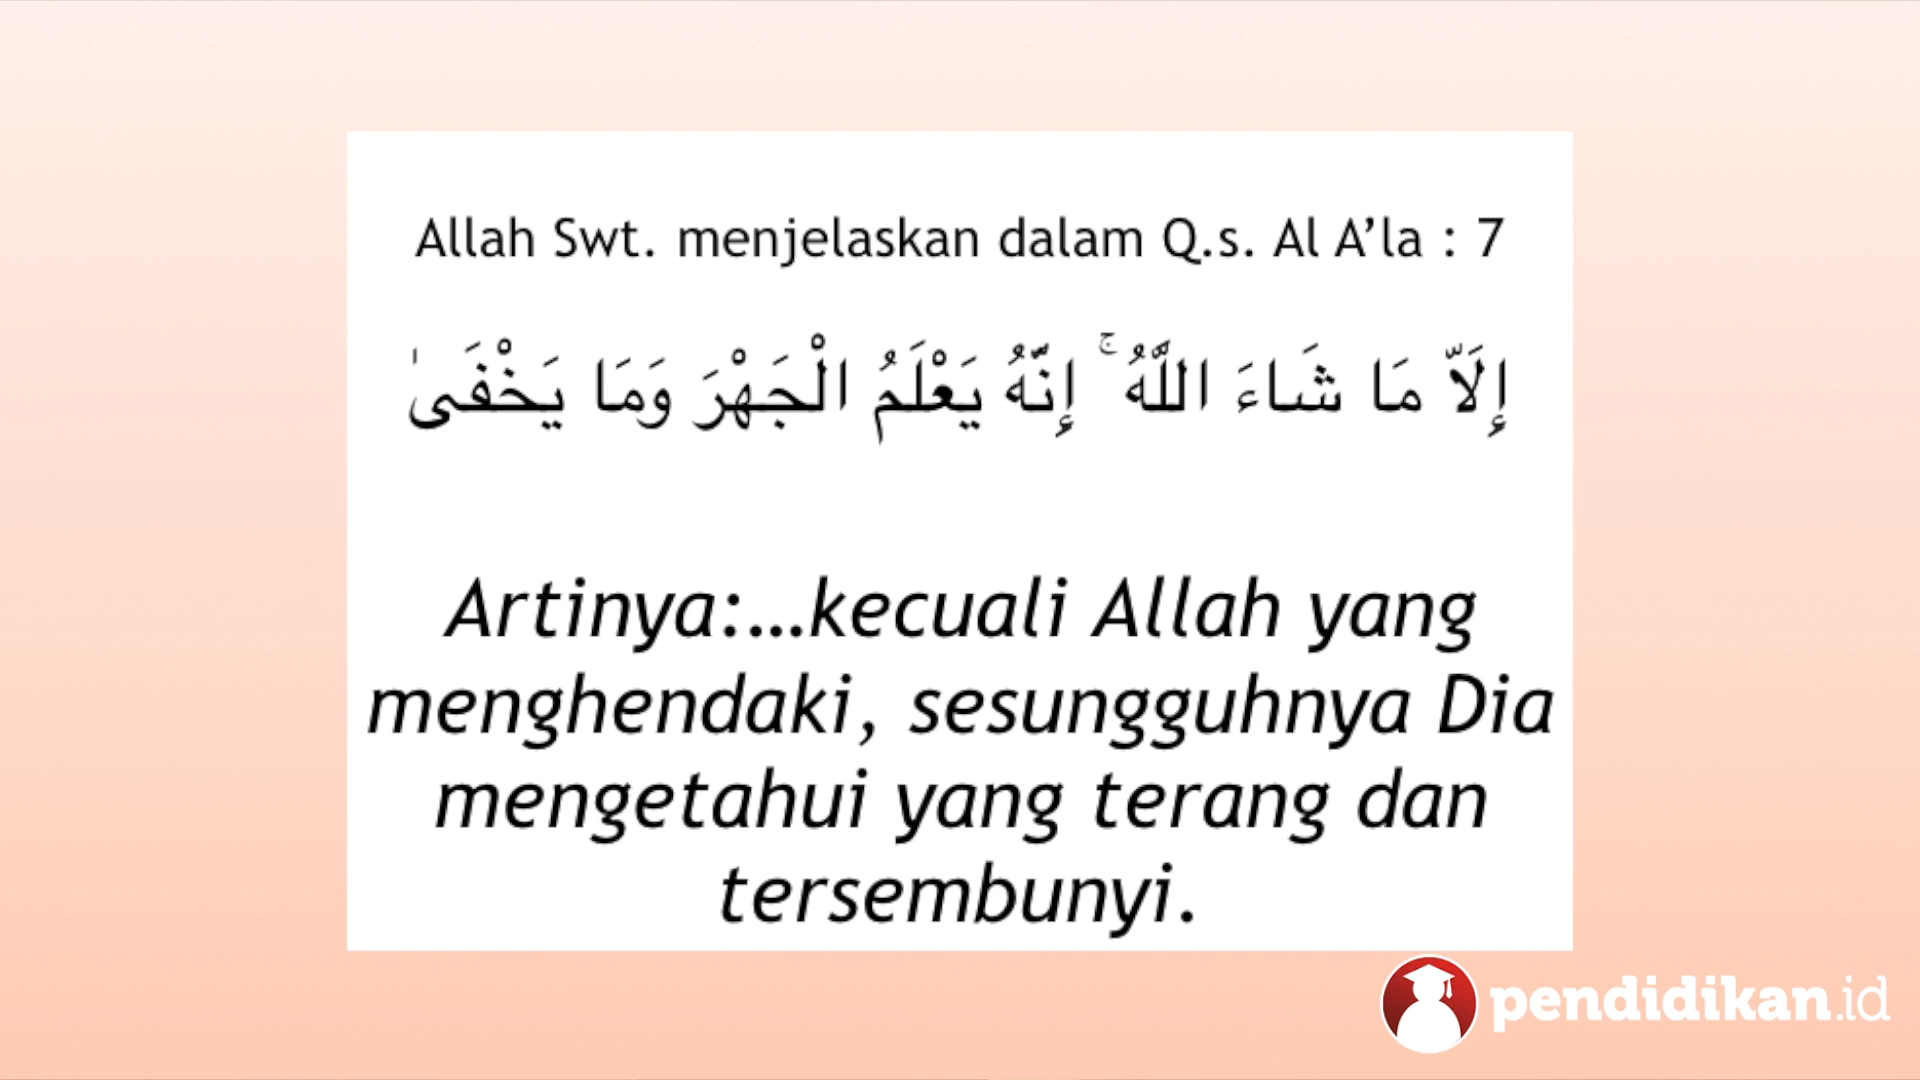 Allah Swt. menjelaskan dalam Q.s. Al A’la : 7
إِلَّا مَا شَاءَ اللَّهُ ۚ إِنَّهُ يَعْلَمُ الْجَهْرَ وَمَا يَخْفَىٰ
Artinya:…kecuali Allah yang
menghendaki, sesungguhnya Dia
mengetahui yang terang dan
tersembunyi.
pendidikan.id